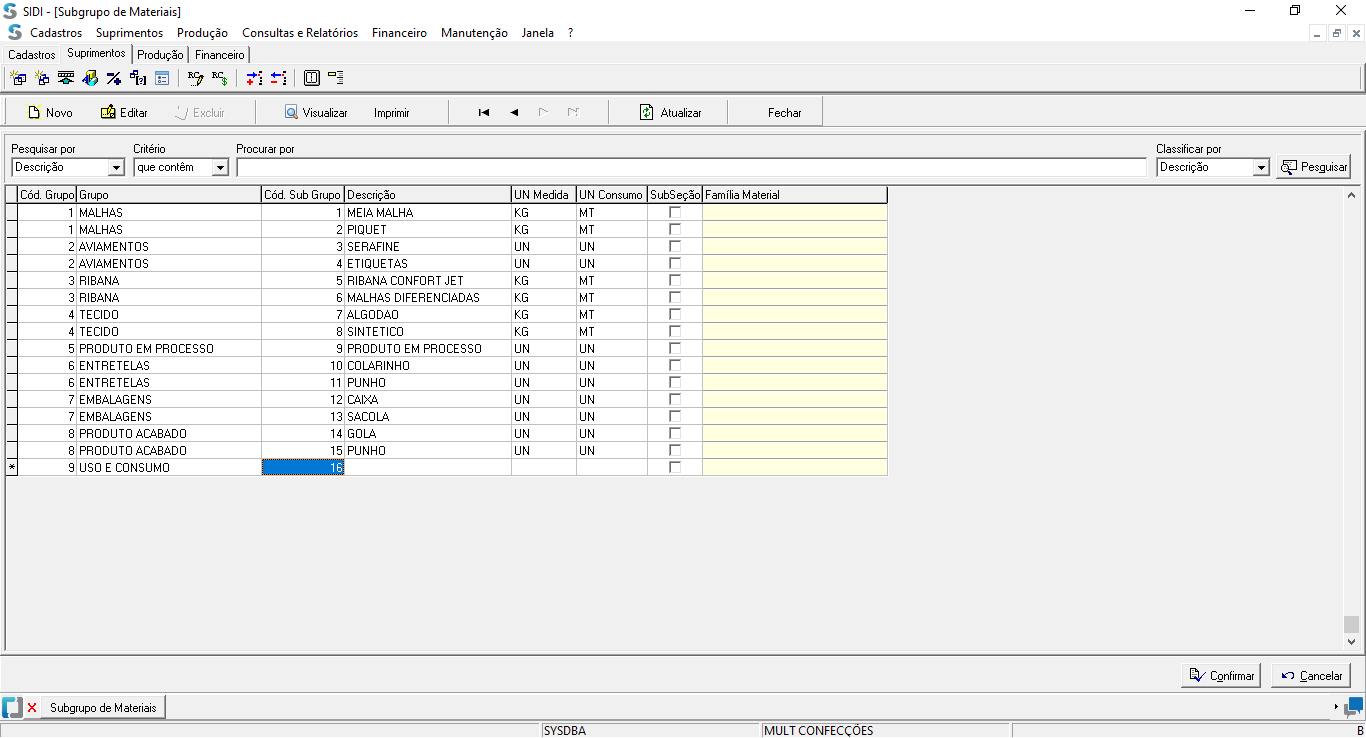 SIDI - [Subgrupo de Materiais]
Cadastros Suprimentos Produção Consultas e Relatórios Financeiro Manutenção Janela ?
Cadastros Suprimentos Produção Financeiro
Novo Editar Excluir Visualizar Imprimir Atualizar Fechar
Pesquisar por Critério Procurar por Classificar por
Descrição que contêm Descrição Pesquisar
Cód. Grupo Grupo Cód. Sub Grupo Descrição UN Medida UN Consumo SubSeção Família Material
1 MALHAS 1 MEIA MALHA KG MT
1 MALHAS 2 PIQUET KG MT
2 AVIAMENTOS 3 SERAFINE UN UN
2 AVIAMENTOS 4 ETIQUETAS UN UN
3 RIBANA 5 RIBANA CONFORT JET KG MT
3 RIBANA 6 MALHAS DIFERENCIADAS KG MT
4 TECIDO 7 ALGODAO KG MT
4 TECIDO 8 SINTETICO KG MT
5 PRODUTO EM PROCESSO 9 PRODUTO EM PROCESSO UN UN
6 ENTRETELAS 10 COLARINHO UN UN
6 ENTRETELAS 11 PUNHO UN UN
7 EMBALAGENS 12 CAIXA UN UN
7 EMBALAGENS 13 SACOLA UN UN
8 PRODUTO ACABADO 14 GOLA UN UN
8 PRODUTO ACABADO 15 PUNHO UN UN
* 9 USO E CONSUMO 16
Confirmar Cancelar
Subgrupo de Materiais
SYSDBA MULT CONFECÇÕES B